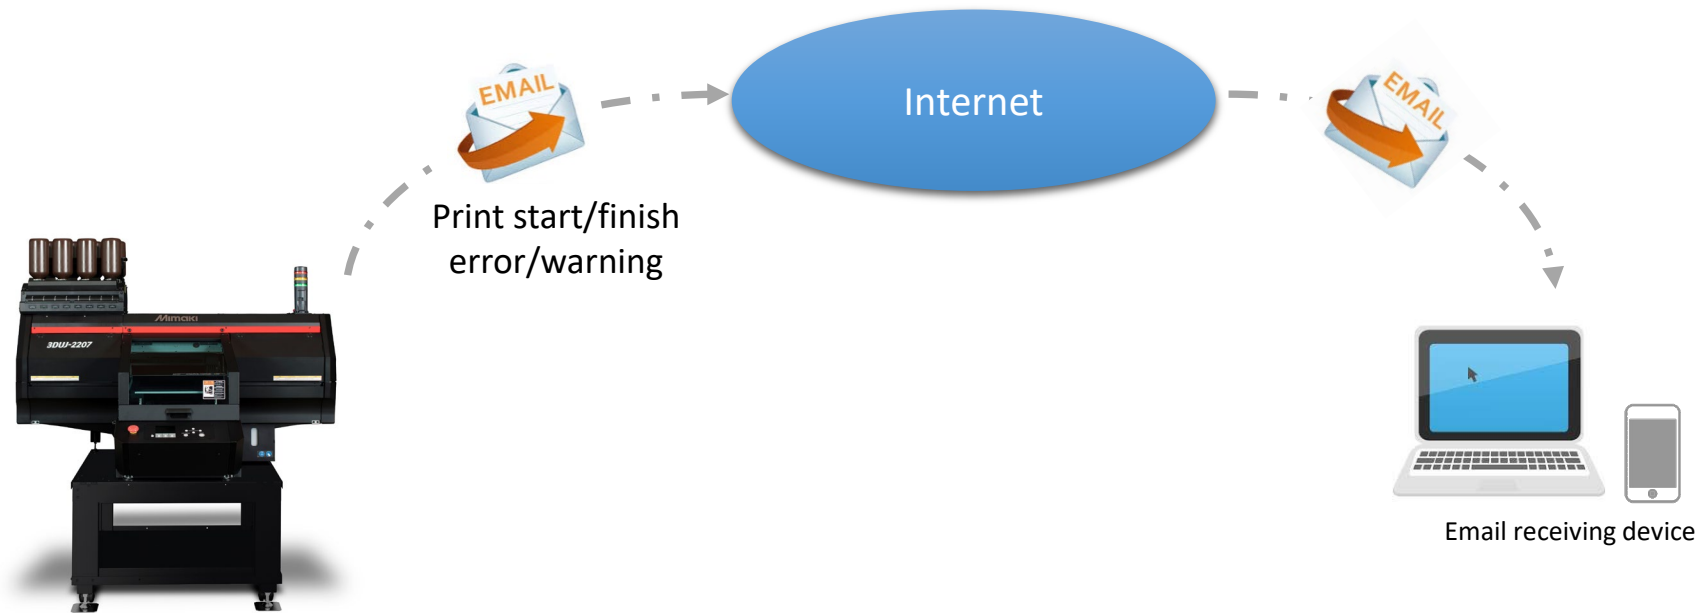 EMAIL
Internet
EMAIL
Print start/finish
error/warning
Mimaki
3DUJ-2207
Email receiving device